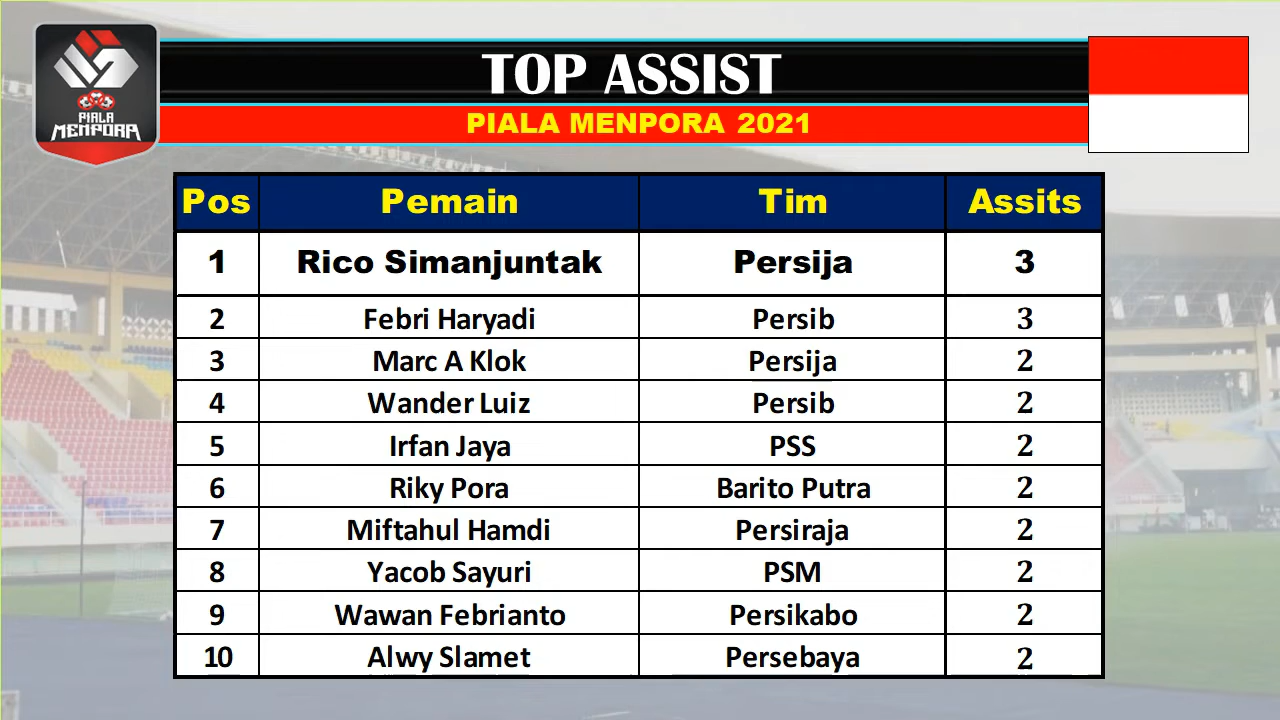 PIALA
MENPORA
TOP ASSIST
PIALA MENPORA 2021
Pos Pemain Tim Assits
1 Rico Simanjuntak Persija 3
2 Febri Haryadi Persib 3
3 Marc A Klok Persija 2
4 Wander Luiz Persib 2
5 Irfan Jaya PSS 2
6 Riky Pora Barito Putra 2
7 Miftahul Hamdi Persiraja 2
8 Yacob Sayuri PSM 2
9 Wawan Febrianto Persikabo 2
10 Alwy Slamet Persebaya 2